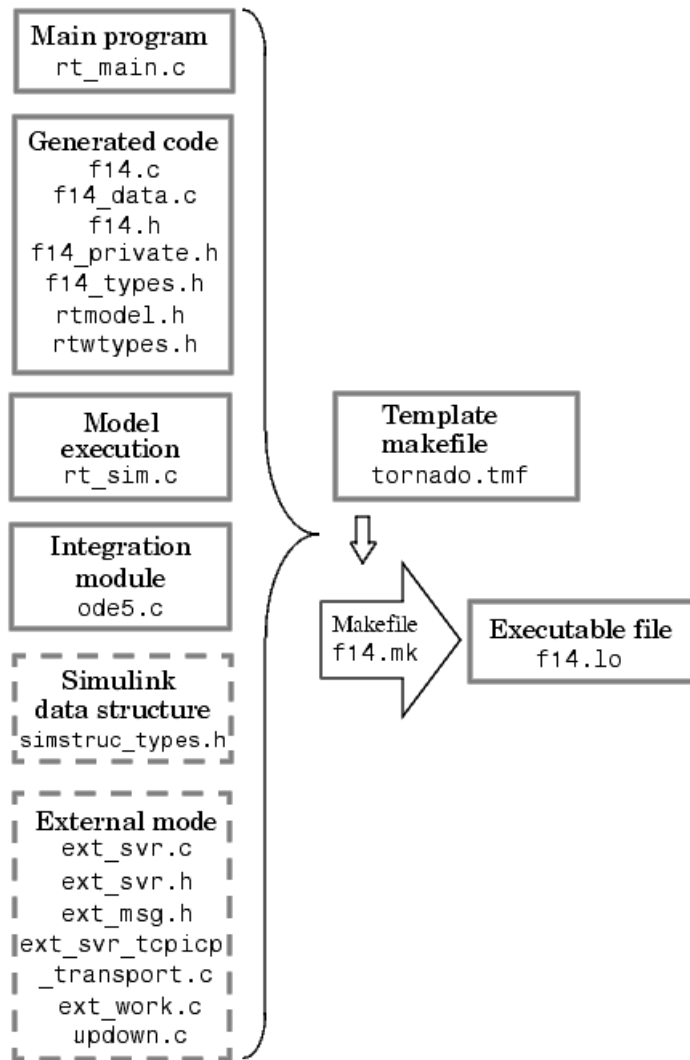 Main program
rt_main.c
Generated code
f14.c
f14_data.c
f14.h
f14_private.h
f14_types.h
rtmodel.h
rtwtypes.h
Model
execution
rt_sim.c
Integration
module
ode5.c
Simulink
data structure
simstruc_types.h
External mode
ext_svr.c
ext_svr.h
ext_msg.h
ext_svr_tcpicp
_transport.c
ext_work.c
updown.c
Template
makefile
tornado.tmf
Makefile
f14.mk
Executable file
f14.lo